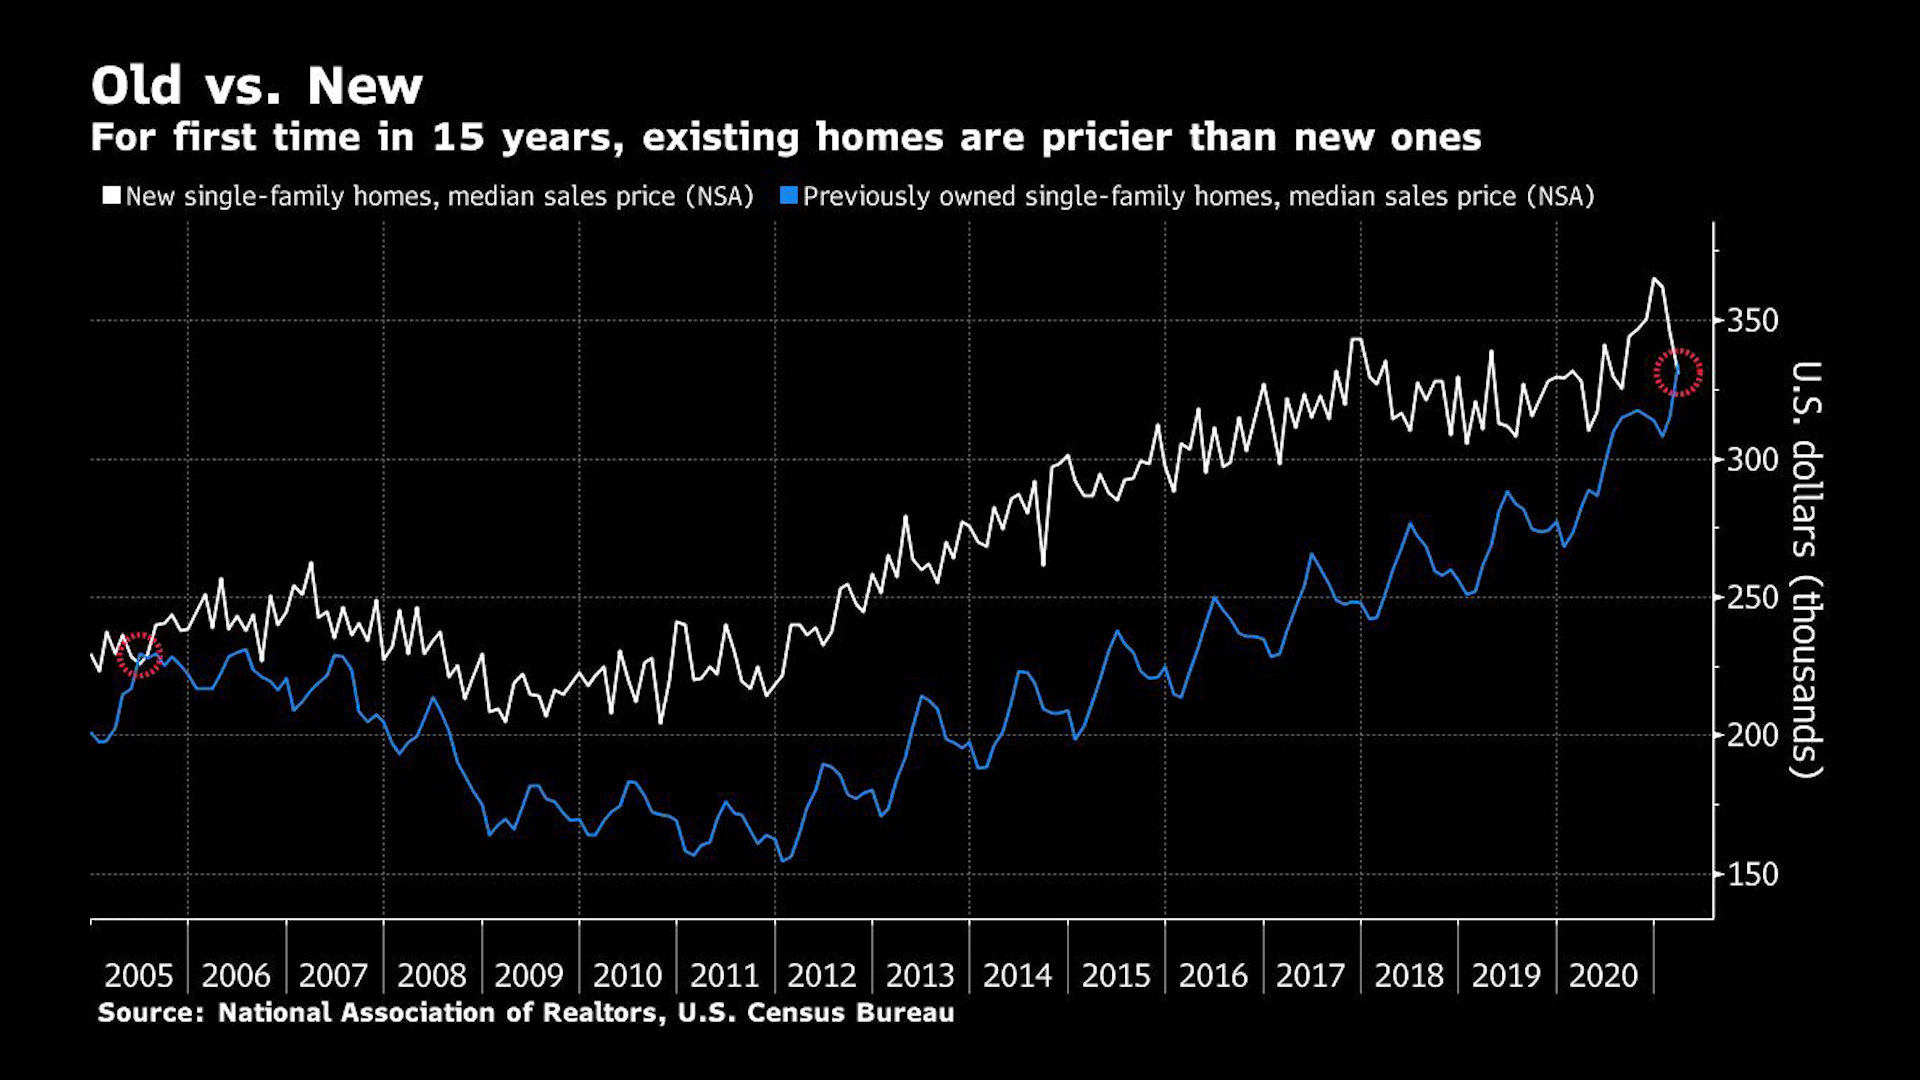 Old vs. New
For first time in 15 years, existing homes are pricier than new ones
New single-family homes, median sales price (NSA) Previously owned single-family homes, median sales price (NSA)
350
300
250
200
150
U.S. dollars (thousands)
2005 2006 2007 2008 2009 2010 2011 2012 2013 2014 2015 2016 2017 2018 2019 2020
Source: National Association of Realtors, U.S. Census Bureau